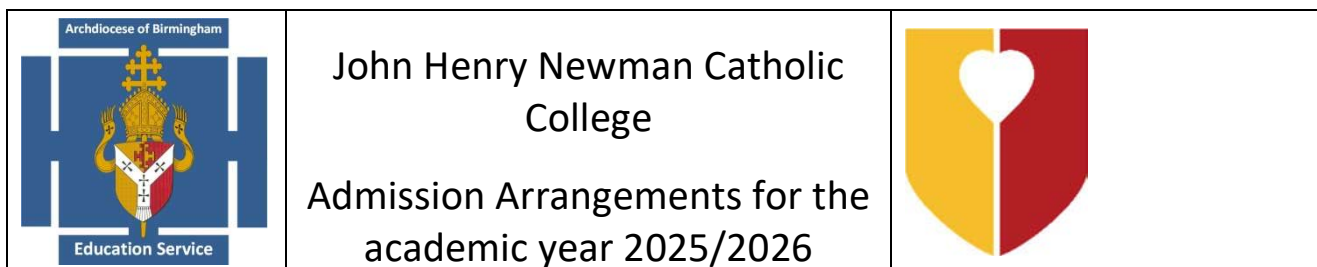 Archdiocese of Birmingham
Education Service
John Henry Newman Catholic
College
Admission Arrangements for the
academic year 2025/2026